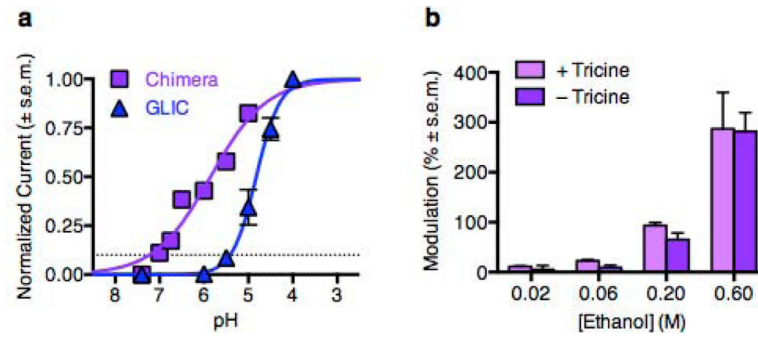 a
Normalized Current (± s.e.m.)
1.00
0.75
0.50
0.25
0.00
Chimera
GLIC
8 7 6 5 4 3
pH
b
Modulation (% ± s.e.m.)
400
300
200
100
0
+ Tricine
– Tricine
0.02 0.06 0.20 0.60
[Ethanol] (M)